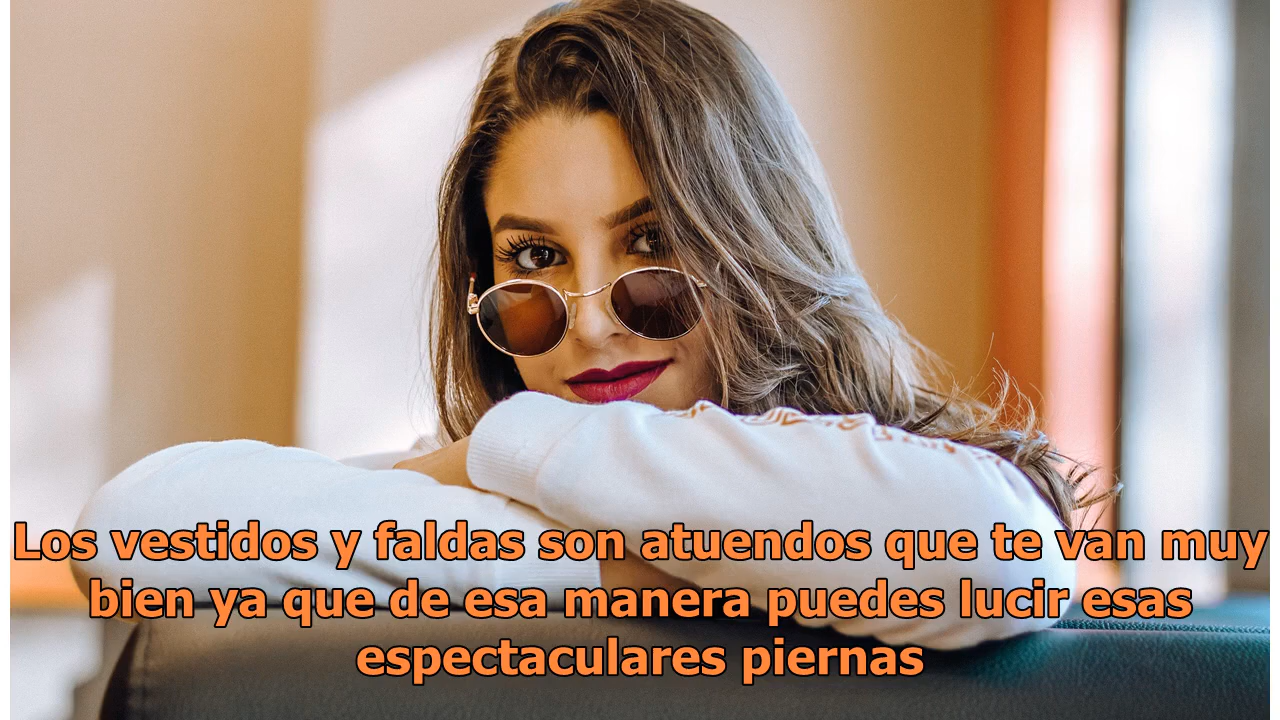 Los vestidos y faldas son atuendos que te van muy
bien ya que de esa manera puedes lucir esas
espectaculares piernas